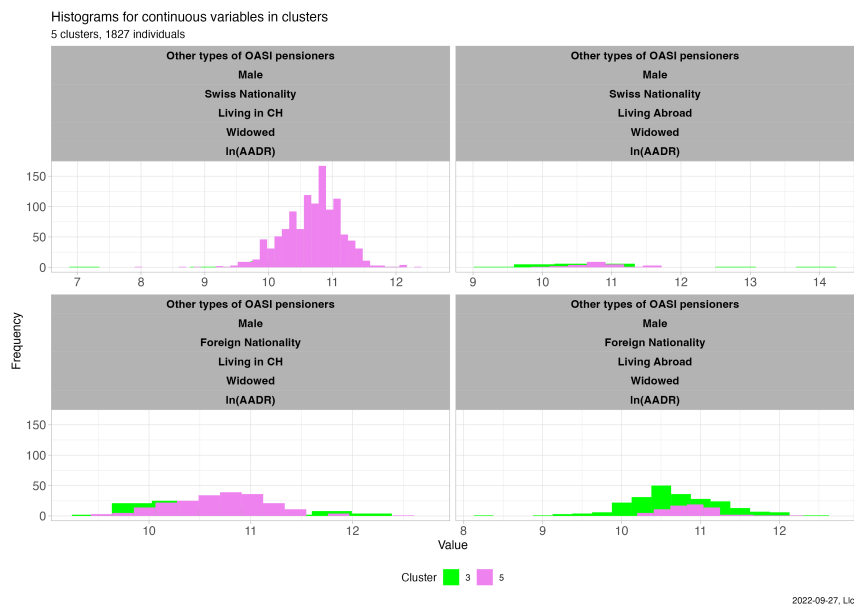 Histograms for continuous variables in clusters
5 clusters, 1827 individuals
Other types of OASI pensioners
Male
Swiss Nationality
Living in CH
Widowed
ln(AADR)
Other types of OASI pensioners
Male
Swiss Nationality
Living Abroad
Widowed
ln(AADR)
150
100
50
0
7 8 9 10 11 12
9 10 11 12 13 14
Frequency
Other types of OASI pensioners
Male
Foreign Nationality
Living in CH
Widowed
ln(AADR)
Other types of OASI pensioners
Male
Foreign Nationality
Living Abroad
Widowed
ln(AADR)
150
100
50
0
10 11 12
8 9 10 11 12
Value
Cluster 3 5
2022-09-27, Llc